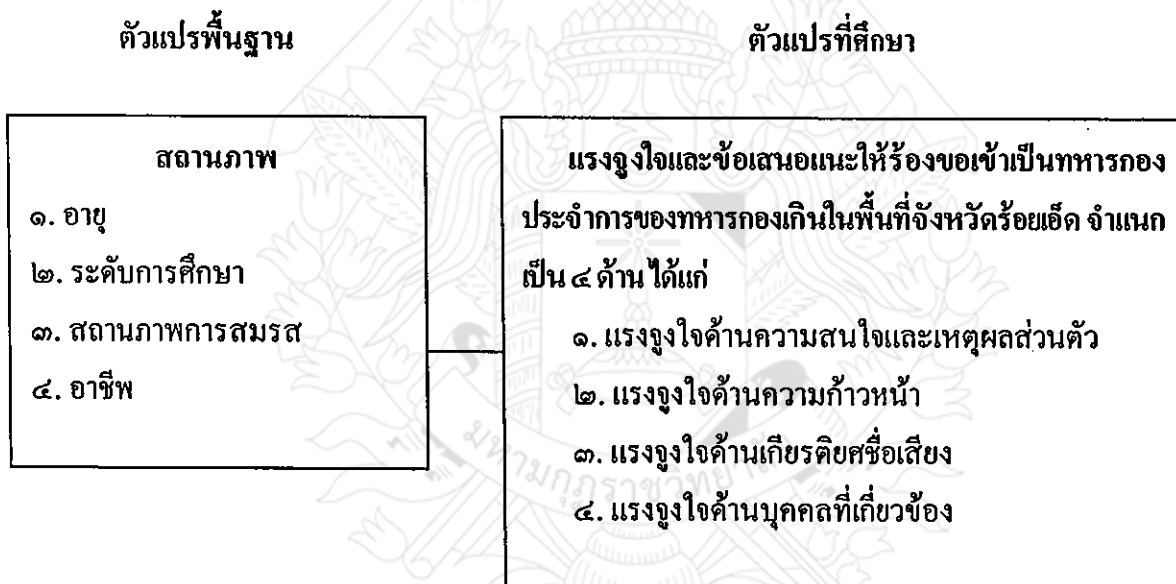 ตัวแปรพื้นฐาน
ตัวแปรที่ศึกษา
สถานภาพ
๑. อายุ
๒. ระดับการศึกษา
๓. สถานภาพการสมรส
๔. อาชีพ
แรงจูงใจและข้อเสนอแนะให้ร้องขอเข้าเป็นทหารกอง
ประจำการของทหารกองเกินในพื้นที่จังหวัดร้อยเอ็ด จำแนก
เป็น ๔ ด้าน ได้แก่
๑. แรงจูงใจด้านความสนใจและเหตุผลส่วนตัว
๒. แรงจูงใจด้านความก้าวหน้า
๓. แรงจูงใจด้านเกียรติยศชื่อเสียง
๔. แรงจูงใจด้านบุคคลที่เกี่ยวข้อง